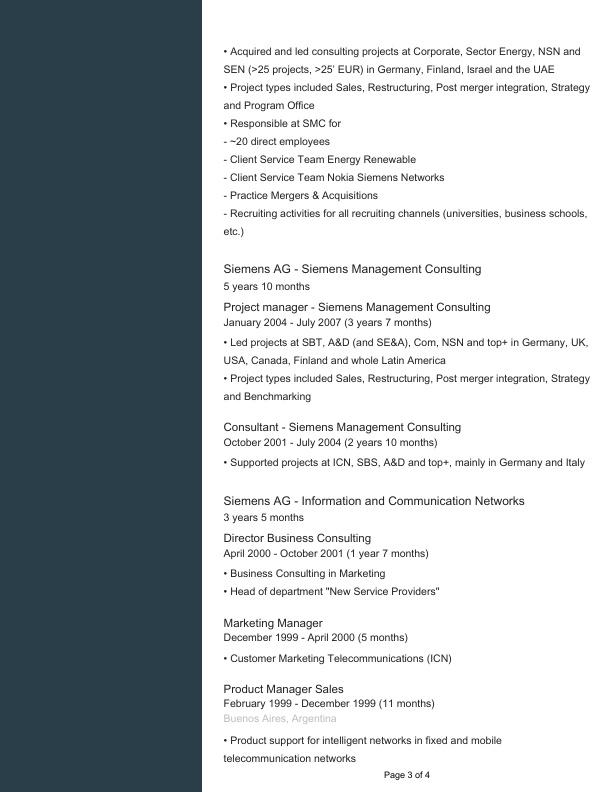 • Acquired and led consulting projects at Corporate, Sector Energy, NSN and
SEN (>25 projects, >25' EUR) in Germany, Finland, Israel and the UAE
• Project types included Sales, Restructuring, Post merger integration, Strategy
and Program Office
• Responsible at SMC for
- ~20 direct employees
- Client Service Team Energy Renewable
- Client Service Team Nokia Siemens Networks
- Practice Mergers & Acquisitions
- Recruiting activities for all recruiting channels (universities, business schools,
etc.)
Siemens AG - Siemens Management Consulting
5 years 10 months
Project manager - Siemens Management Consulting
January 2004 - July 2007 (3 years 7 months)
• Led projects at SBT, A&D (and SE&A), Com, NSN and top+ in Germany, UK,
USA, Canada, Finland and whole Latin America
• Project types included Sales, Restructuring, Post merger integration, Strategy
and Benchmarking
Consultant - Siemens Management Consulting
October 2001 - July 2004 (2 years 10 months)
• Supported projects at ICN, SBS, A&D and top+, mainly in Germany and Italy
Siemens AG - Information and Communication Networks
3 years 5 months
Director Business Consulting
April 2000 - October 2001 (1 year 7 months)
• Business Consulting in Marketing
• Head of department "New Service Providers"
Marketing Manager
December 1999 - April 2000 (5 months)
• Customer Marketing Telecommunications (ICN)
Product Manager Sales
February 1999 - December 1999 (11 months)
Buenos Aires, Argentina
• Product support for intelligent networks in fixed and mobile
telecommunication networks
Page 3 of 4